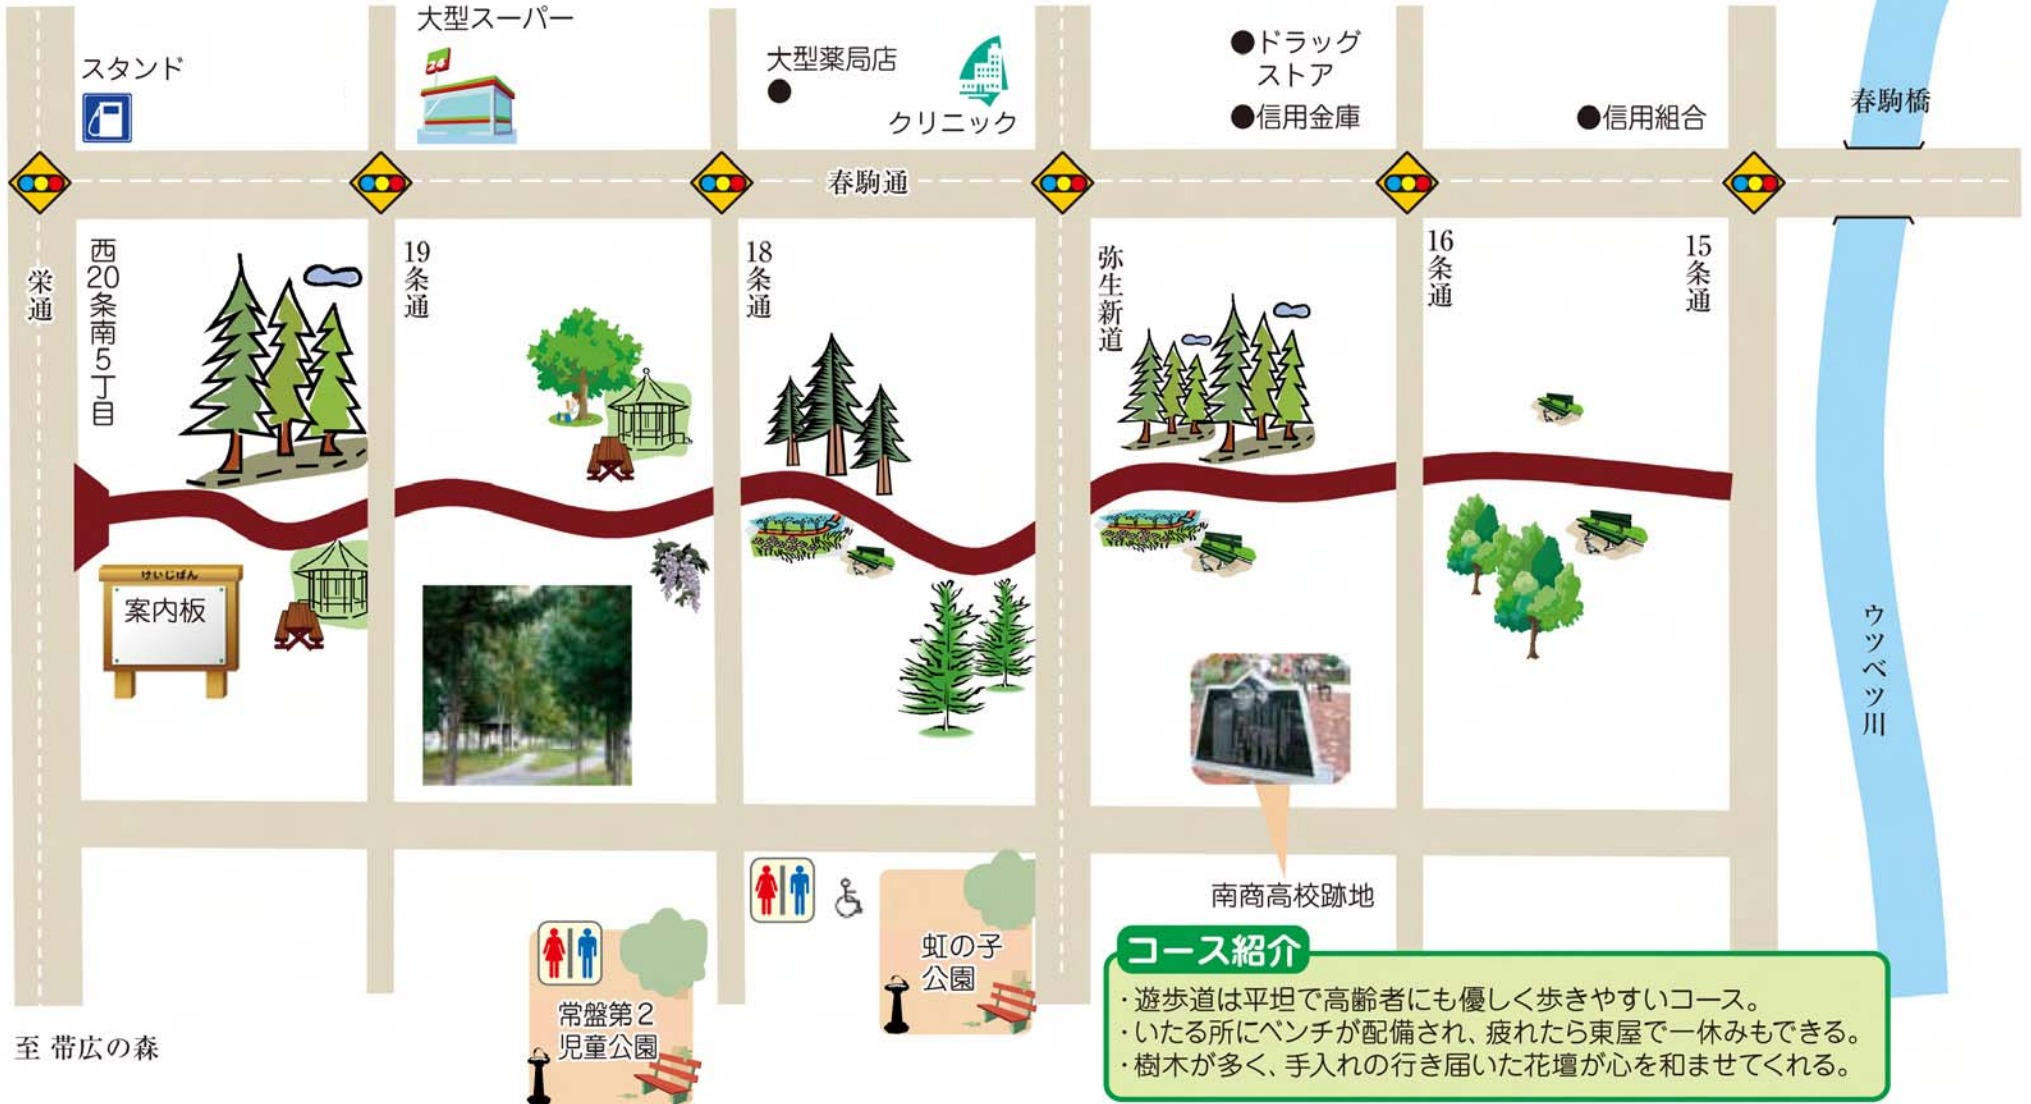 大型スーパー
24
スタンド
大型薬局店
クリニック
●ドラッグ
ストア
●信用金庫
●信用組合
春駒橋
春駒通
栄通
西20条南5丁目
19条通
18条通
弥生新道
16条通
15条通
けいじばん
案内板
ウツベツ川
南商高校跡地
虹の子
公園
常盤第2
児童公園
至 帯広の森
コース紹介
・遊歩道は平坦で高齢者にも優しく歩きやすいコース。
・いたる所にベンチが配備され、疲れたら東屋で一休みもできる。
・樹木が多く、手入れの行き届いた花壇が心を和ませてくれる。